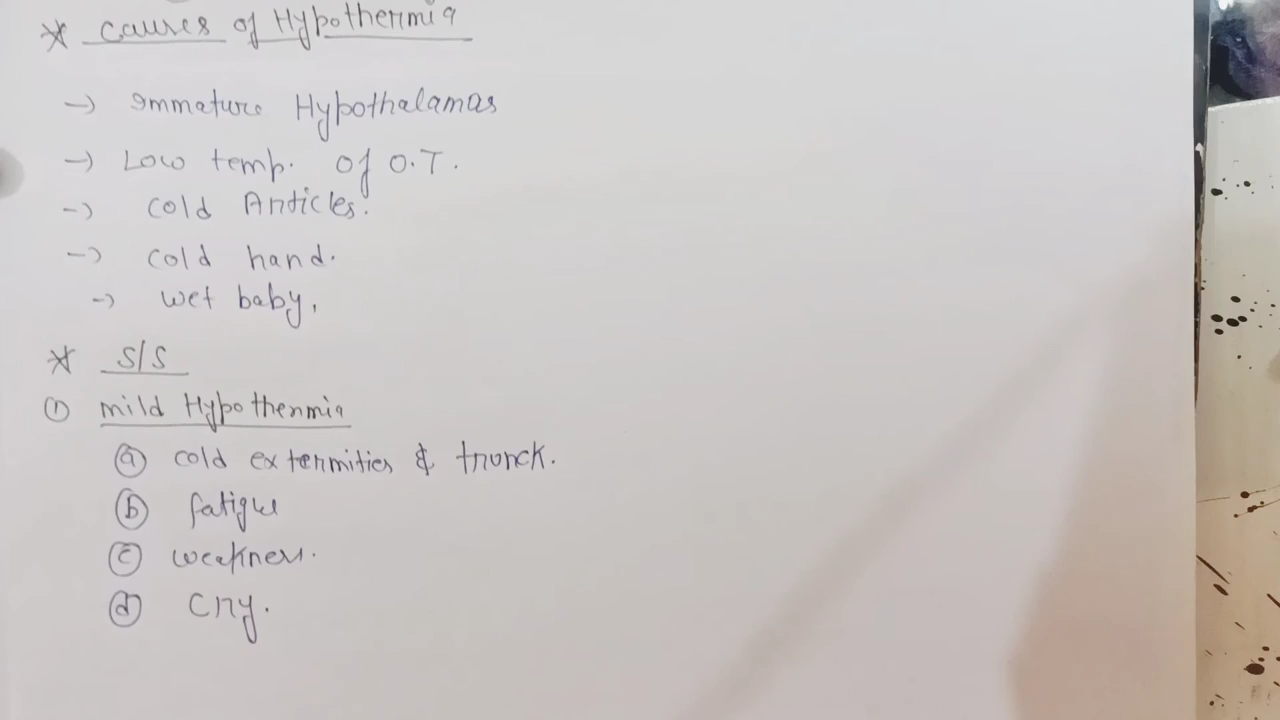 * Causes of Hypothermia
→ Immature Hypothalamas
→ Low temp. of O.T.
→ cold Articles.
→ cold hand.
→ wet baby,
* S/S
① mild Hypothermia
ⓐ cold extermities & trunck.
ⓑ fatigue
ⓒ weakness.
ⓓ Cry.